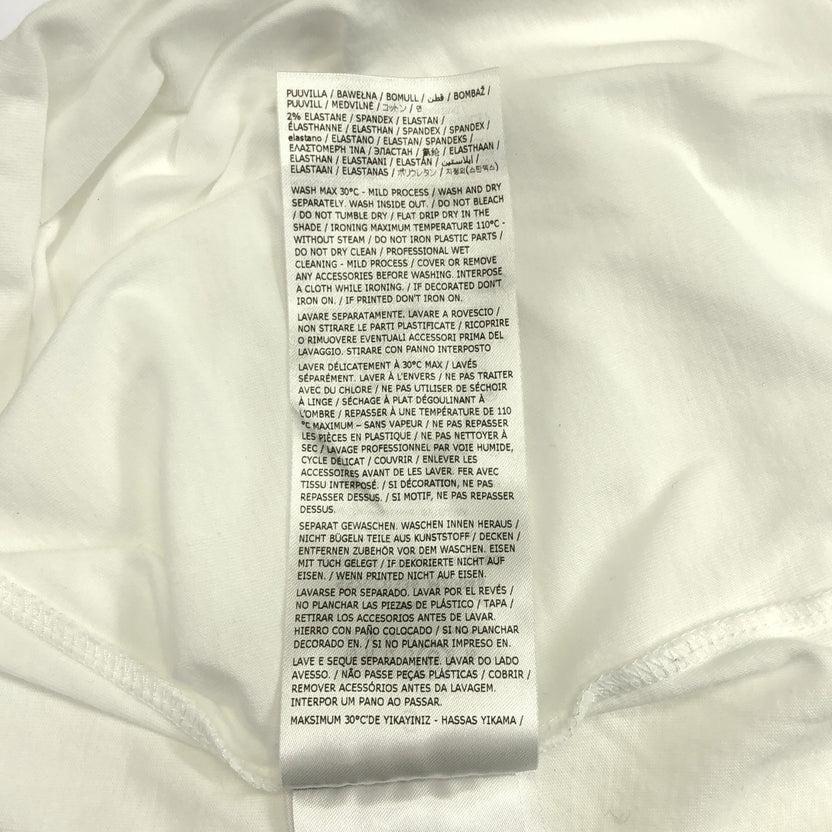 PUUVILLA / BAWEŁNA / BOMULL / قطن / BOMBAŽ /
PUUVILL / MEDVILNĖ / コットン / 면
2% ELASTANE / SPANDEX / ELASTAN /
ÉLASTHANNE / ELASTHAN / SPANDEX / SPANDEX /
elastano / ELASTANO / ELASTAN/ SPANDEKS /
ΕΛΑΣΤΟΜΕΡΗ ΊΝΑ / ЭЛАСТАН / 氨纶 / ELASTHAAN /
ELASTHAN / ELASTAANI / ELASTĀN / إيلاستين /
ELASTAAN / ELASTANAS / ポリウレタン / 지형외(스판덱스)
WASH MAX 30°C - MILD PROCESS / WASH AND DRY
SEPARATELY. WASH INSIDE OUT. / DO NOT BLEACH
/ DO NOT TUMBLE DRY / FLAT DRIP DRY IN THE
SHADE / IRONING MAXIMUM TEMPERATURE 110°C -
WITHOUT STEAM / DO NOT IRON PLASTIC PARTS /
DO NOT DRY CLEAN / PROFESSIONAL WET
CLEANING - MILD PROCESS / COVER OR REMOVE
ANY ACCESSORIES BEFORE WASHING. INTERPOSE
A CLOTH WHILE IRONING. / IF DECORATED DON'T
IRON ON. / IF PRINTED DON'T IRON ON.
LAVARE SEPARATAMENTE. LAVARE A ROVESCIO /
NON STIRARE LE PARTI PLASTIFICATE / RICOPRIRE
O RIMUOVERE EVENTUALI ACCESSORI PRIMA DEL
LAVAGGIO. STIRARE CON PANNO INTERPOSTO
LAVER DÉLICATEMENT À 30°C MAX / LAVÉS
SÉPARÉMENT. LAVER À L'ENVERS / NE PAS TRAITER
AVEC DU CHLORE / NE PAS UTILISER DE SÉCHOIR
À LINGE / SÉCHAGE À PLAT DÉGOULINANT À
L'OMBRE / REPASSER À UNE TEMPÉRATURE DE 110
°C MAXIMUM – SANS VAPEUR / NE PAS REPASSER
LES PIÈCES EN PLASTIQUE / NE PAS NETTOYER À
SEC / LAVAGE PROFESSIONNEL PAR VOIE HUMIDE,
CYCLE DÉLICAT / COUVRIR / ENLEVER LES
ACCESSOIRES AVANT DE LES LAVER. FER AVEC
TISSU INTERPOSÉ. / SI DÉCORATION, NE PAS
REPASSER DESSUS. / SI MOTIF, NE PAS REPASSER
DESSUS.
SEPARAT GEWASCHEN. WASCHEN INNEN HERAUS /
NICHT BÜGELN TEILE AUS KUNSTSTOFF / DECKEN /
ENTFERNEN ZUBEHÖR VOR DEM WASCHEN. EISEN
MIT TUCH GELEGT / IF DEKORIERTE NICHT AUF
EISEN. / WENN PRINTED NICHT AUF EISEN.
LAVARSE POR SEPARADO. LAVAR POR EL REVÉS /
NO PLANCHAR LAS PIEZAS DE PLÁSTICO / TAPA /
RETIRAR LOS ACCESORIOS ANTES DE LAVAR.
HIERRO CON PAÑO COLOCADO / SI NO PLANCHAR
DECORADO EN. / SI NO PLANCHAR IMPRESO EN.
LAVE E SEQUE SEPARADAMENTE. LAVAR DO LADO
AVESSO. / NÃO PASSE PEÇAS PLÁSTICAS / COBRIR /
REMOVER ACESSÓRIOS ANTES DA LAVAGEM.
INTERPOR UM PANO AO PASSAR.
MAKSIMUM 30°C'DE YIKAYINIZ - HASSAS YIKAMA /